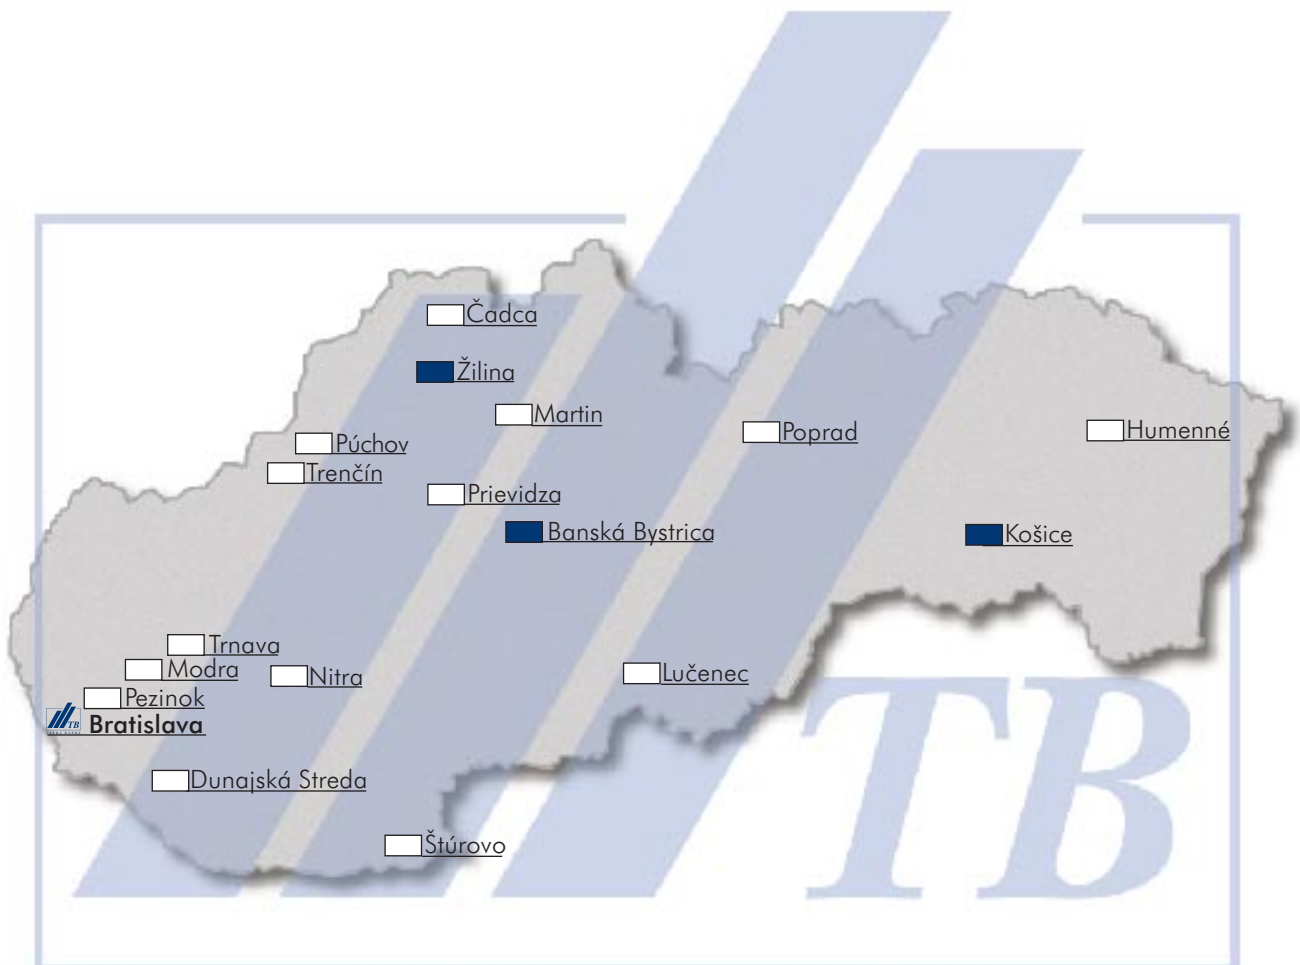 Čadca
Žilina
Martin
Poprad
Humenné
Púchov
Trenčín
Prievidza
Banská Bystrica
Košice
Trnava
Modra
Nitra
Lučenec
Pezinok
TB
Bratislava
Dunajská Streda
Štúrovo
TB